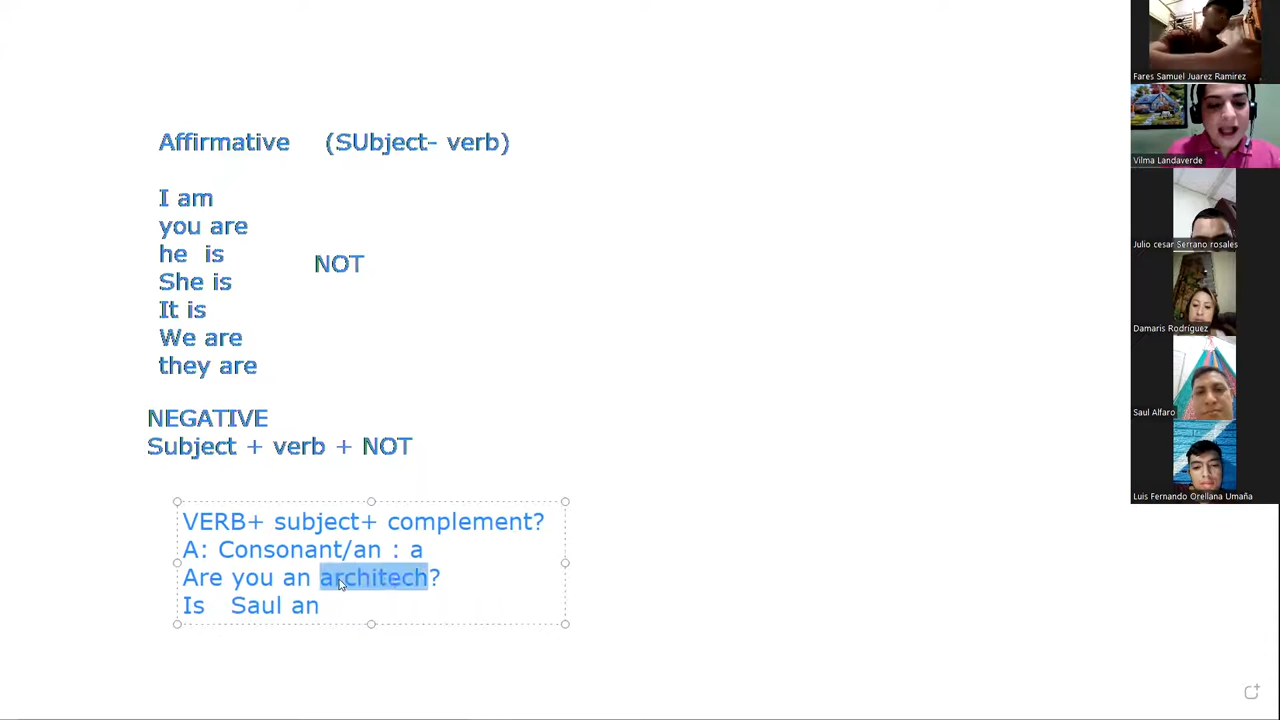 Affirmative (SUbject- verb)
I am
you are
he is
She is
It is
We are
they are
NOT
NEGATIVE
Subject + verb + NOT
VERB+ subject+ complement?
A: Consonant/an : a
Are you an architech?
Is Saul an
Fares Samuel Juarez Ramirez
Vilma Landaverde
Julio cesar Serrano rosales
Damaris Rodríguez
Saul Alfaro
Luis Fernando Orellana Umaña